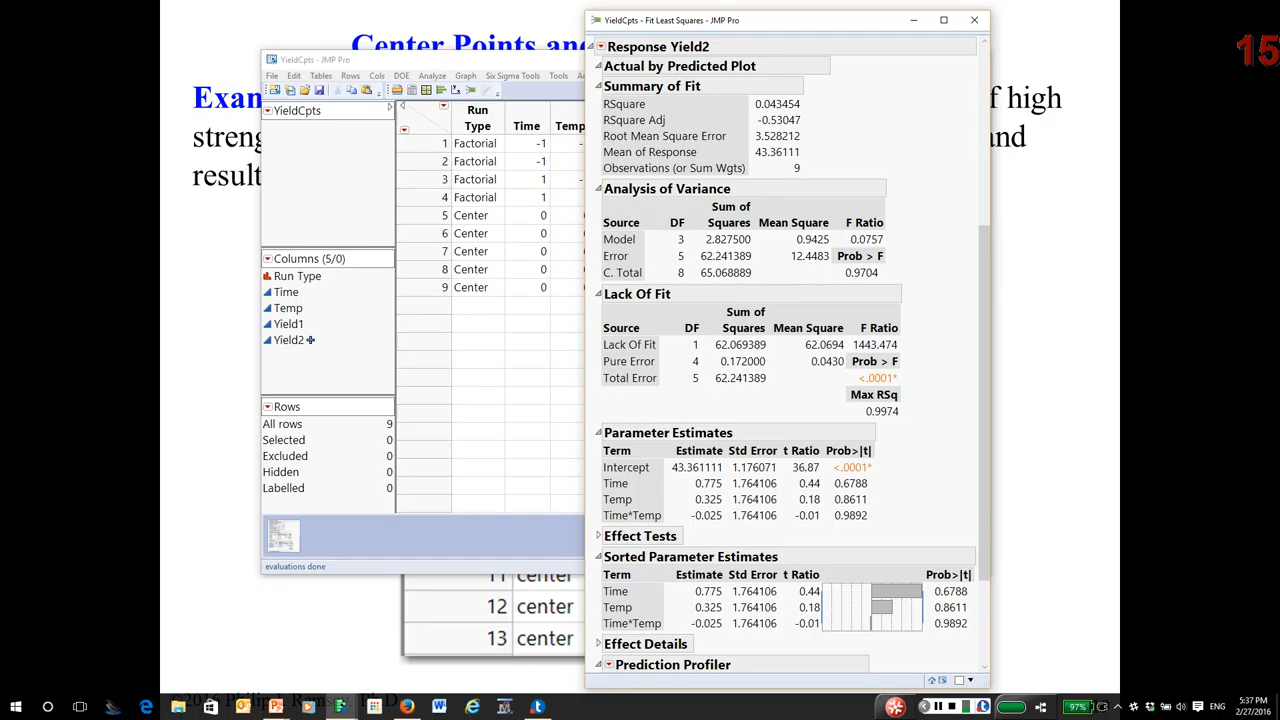 YieldCpts - Fit Least Squares - JMP Pro
15
Center Points an
YieldCpts - JMP Pro
File Edit Tables Rows Cols DOE Analyze Graph Six Sigma Tools Tools
Exam
of high
streng
and
result
YieldCpts
Run Type Time Temp
1 Factorial -1 -
2 Factorial -1
3 Factorial 1 -
4 Factorial 1
5 Center 0
6 Center 0
7 Center 0
8 Center 0
9 Center 0
Columns (5/0)
Run Type
Time
Temp
Yield1
Yield2
Rows
All rows 9
Selected 0
Excluded 0
Hidden 0
Labelled 0
evaluations done
center
12 center
13 center
Response Yield2
Actual by Predicted Plot
Summary of Fit
RSquare 0.043454
RSquare Adj -0.53047
Root Mean Square Error 3.528212
Mean of Response 43.36111
Observations (or Sum Wgts) 9
Analysis of Variance
Sum of
Source DF Squares Mean Square F Ratio
Model 3 2.827500 0.9425 0.0757
Error 5 62.241389 12.4483 Prob > F
C. Total 8 65.068889 0.9704
Lack Of Fit
Sum of
Source DF Squares Mean Square F Ratio
Lack Of Fit 1 62.069389 62.0694 1443.474
Pure Error 4 0.172000 0.0430 Prob > F
Total Error 5 62.241389 <.0001*
Max RSq
0.9974
Parameter Estimates
Term Estimate Std Error t Ratio Prob>|t|
Intercept 43.361111 1.176071 36.87 <.0001*
Time 0.775 1.764106 0.44 0.6788
Temp 0.325 1.764106 0.18 0.8611
Time*Temp -0.025 1.764106 -0.01 0.9892
Effect Tests
Sorted Parameter Estimates
Term Estimate Std Error t Ratio Prob>|t|
Time 0.775 1.764106 0.44 0.6788
Temp 0.325 1.764106 0.18 0.8611
Time*Temp -0.025 1.764106 -0.01 0.9892
Effect Details
Prediction Profiler
97% ENG 5:37 PM
2/27/2016